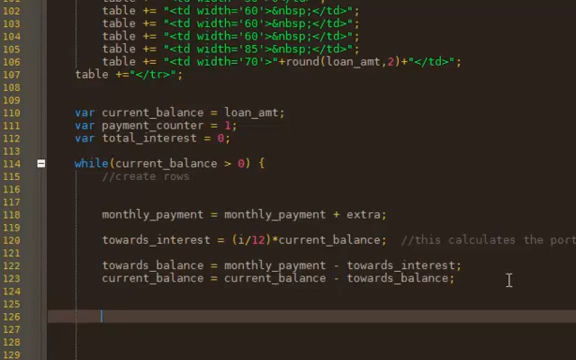 102 table += "<td width='60'>&nbsp;</td>";
103 table += "<td width='60'>&nbsp;</td>";
104 table += "<td width='60'>&nbsp;</td>";
105 table += "<td width='85'>&nbsp;</td>";
106 table += "<td width='70'>"+round(loan_amt,2)+"</td>";
107 table +="</tr>";
108
109
110 var current_balance = loan_amt;
111 var payment_counter = 1;
112 var total_interest = 0;
113
114 while(current_balance > 0) {
115 //create rows
116
117
118 monthly_payment = monthly_payment + extra;
119
120 towards_interest = (i/12)*current_balance; //this calculates the port
121
122 towards_balance = monthly_payment - towards_interest;
123 current_balance = current_balance - towards_balance;
124
125
126
127
128
129